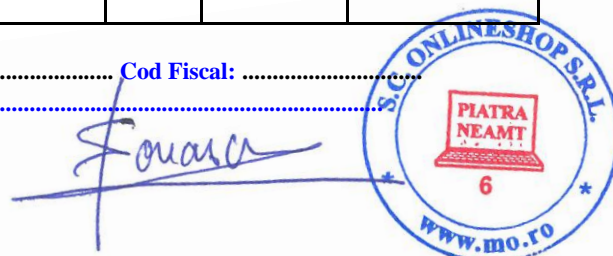 ........................ Cod Fiscal: ......................................
S.C. ONLINESHOP S.R.L.
PIATRA
NEAMT
6
* *
www.mo.ro